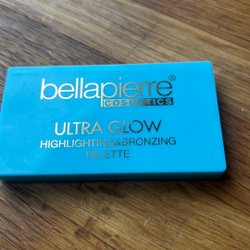 bellapierre®
COSMETICS
ULTRA GLOW
HIGHLIGHTING&BRONZING
PALETTE